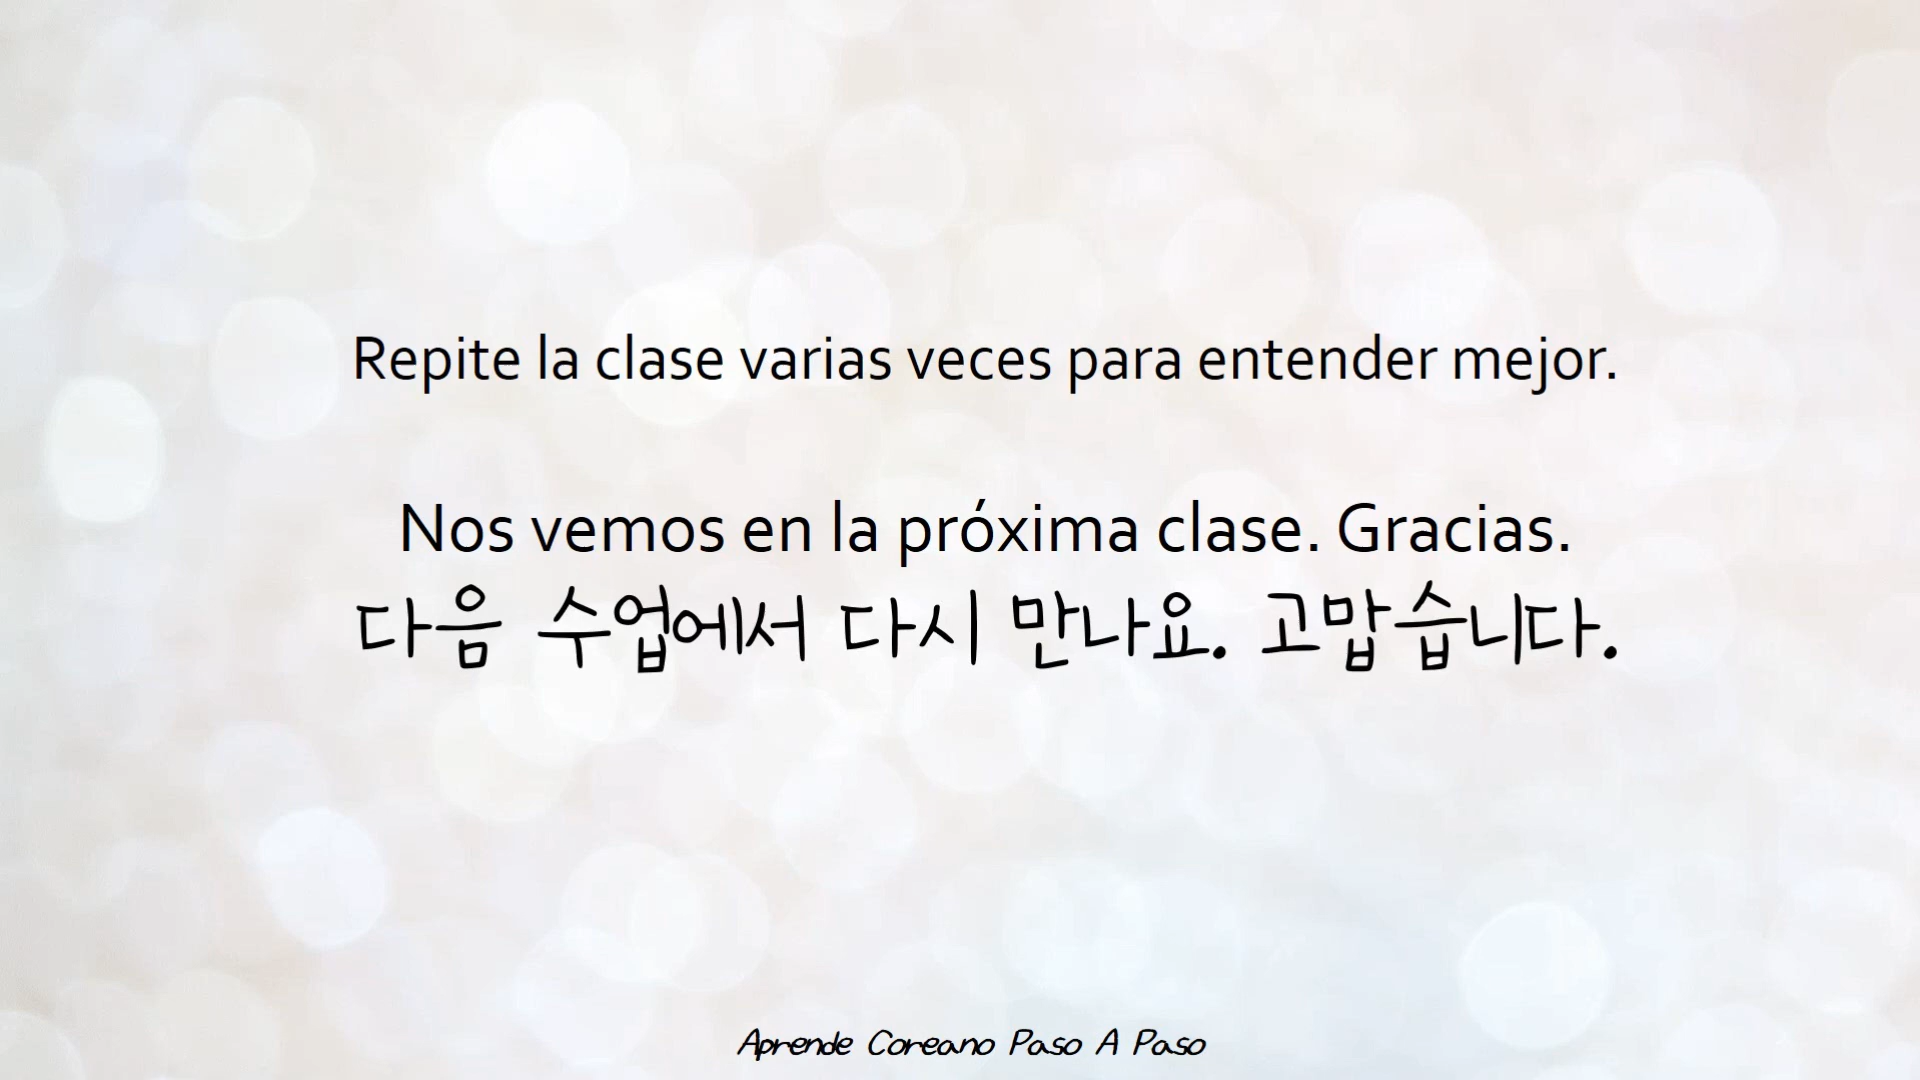 Repite la clase varias veces para entender mejor.
Nos vemos en la próxima clase. Gracias.
다음 수업에서 다시 만나요. 고맙습니다.
Aprende Coreano Paso A Paso